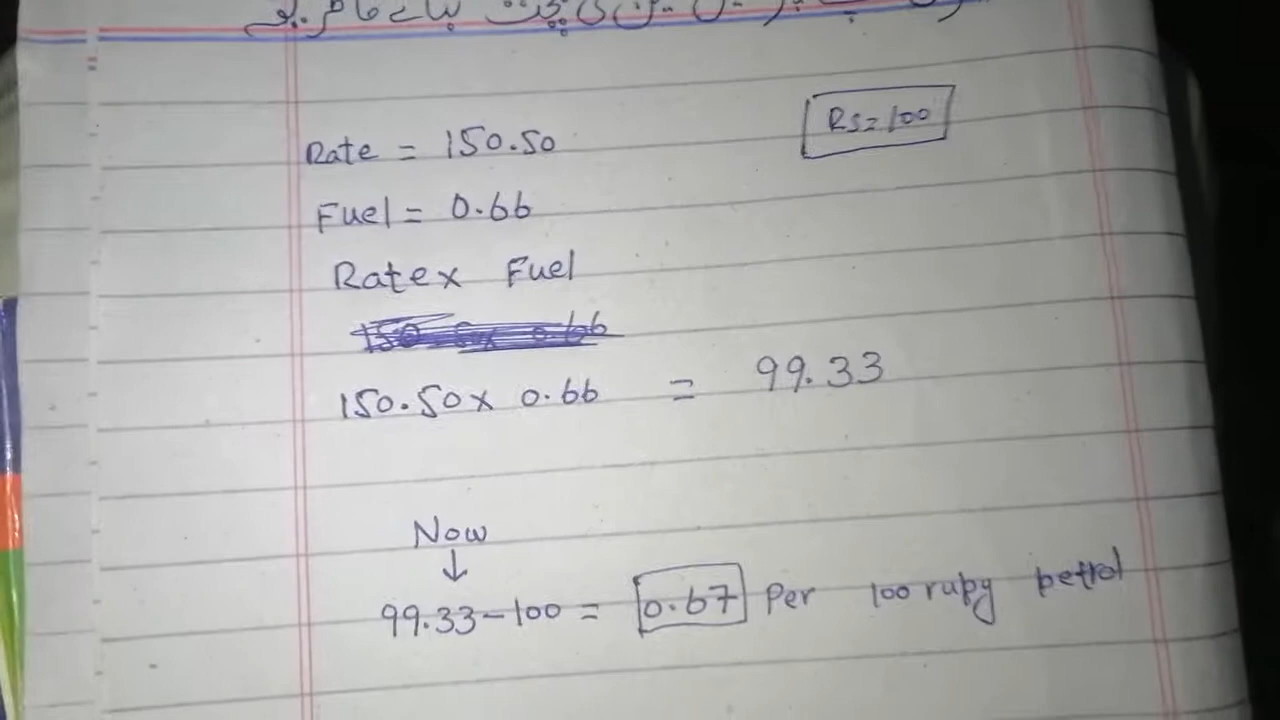 Rs=100
Rate = 150.50
Fuel = 0.66
Rate x Fuel
150.50 x 0.66 = 99.33
Now
↓
99.33-100 = 0.67 Per 100 rupy petrol